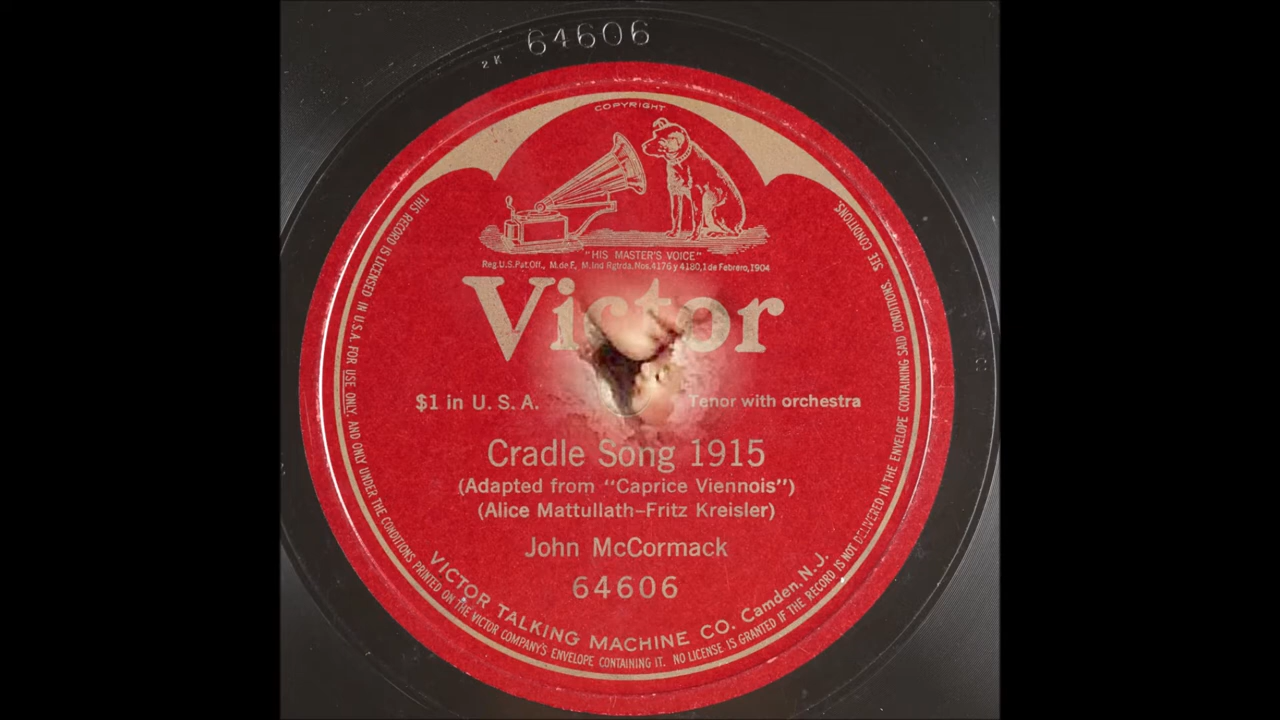 64606
2 K
COPYRIGHT
"HIS MASTER'S VOICE"
Reg.U.S.Pat.Off., M.de F, M.Ind Rgtrda.Nos.4176 y 4180,1 de Febrero,1904
Victor
$1 in U. S. A.
Tenor with orchestra
Cradle Song 1915
(Adapted from "Caprice Viennois")
(Alice Mattullath-Fritz Kreisler)
John McCormack
64606
VICTOR TALKING MACHINE CO. Camden, N. J.
THIS RECORD IS LICENSED IN U.S.A. FOR USE ONLY, AND ONLY UNDER THE CONDITIONS PRINTED ON THE VICTOR COMPANY'S ENVELOPE CONTAINING IT. NO LICENSE IS GRANTED IF THE RECORD IS NOT DELIVERED IN THE ENVELOPE CONTAINING SAID CONDITIONS. SEE CONDITIONS.